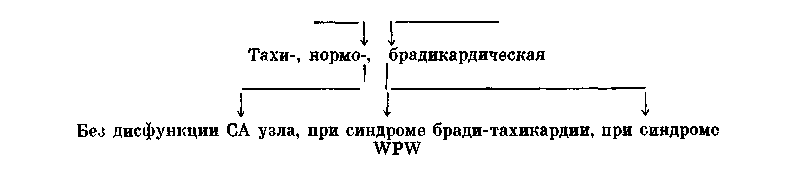 Тахи-, нормо-, брадикардическая
Без дисфункции СА узла, при синдроме бради-тахикардии, при синдроме
WPW